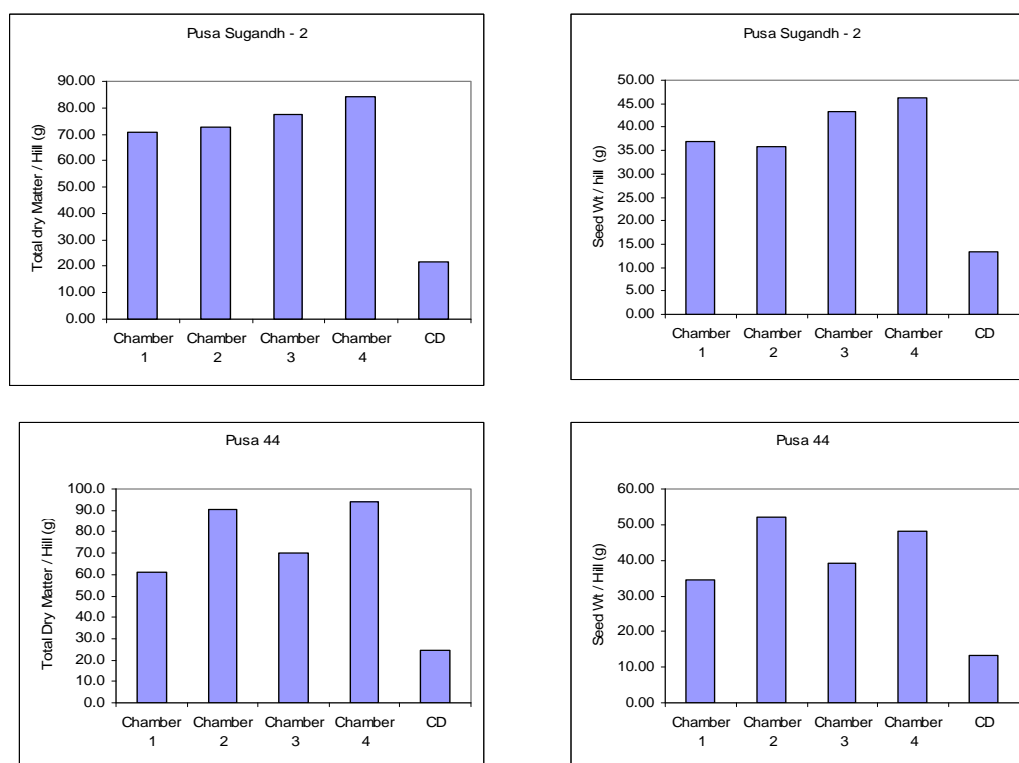 Pusa Sugandh - 2
Total dry Matter / Hill (g)
90.00
80.00
70.00
60.00
50.00
40.00
30.00
20.00
10.00
0.00
Chamber Chamber Chamber Chamber CD
1 2 3 4
Pusa Sugandh - 2
Seed Wt / hill (g)
50.00
45.00
40.00
35.00
30.00
25.00
20.00
15.00
10.00
5.00
0.00
Chamber Chamber Chamber Chamber CD
1 2 3 4
Pusa 44
Total Dry Matter / Hill (g)
100.0
90.0
80.0
70.0
60.0
50.0
40.0
30.0
20.0
10.0
0.0
Chamber Chamber Chamber Chamber CD
1 2 3 4
Pusa 44
Seed Wt / Hill (g)
60.00
50.00
40.00
30.00
20.00
10.00
0.00
Chamber Chamber Chamber Chamber CD
1 2 3 4